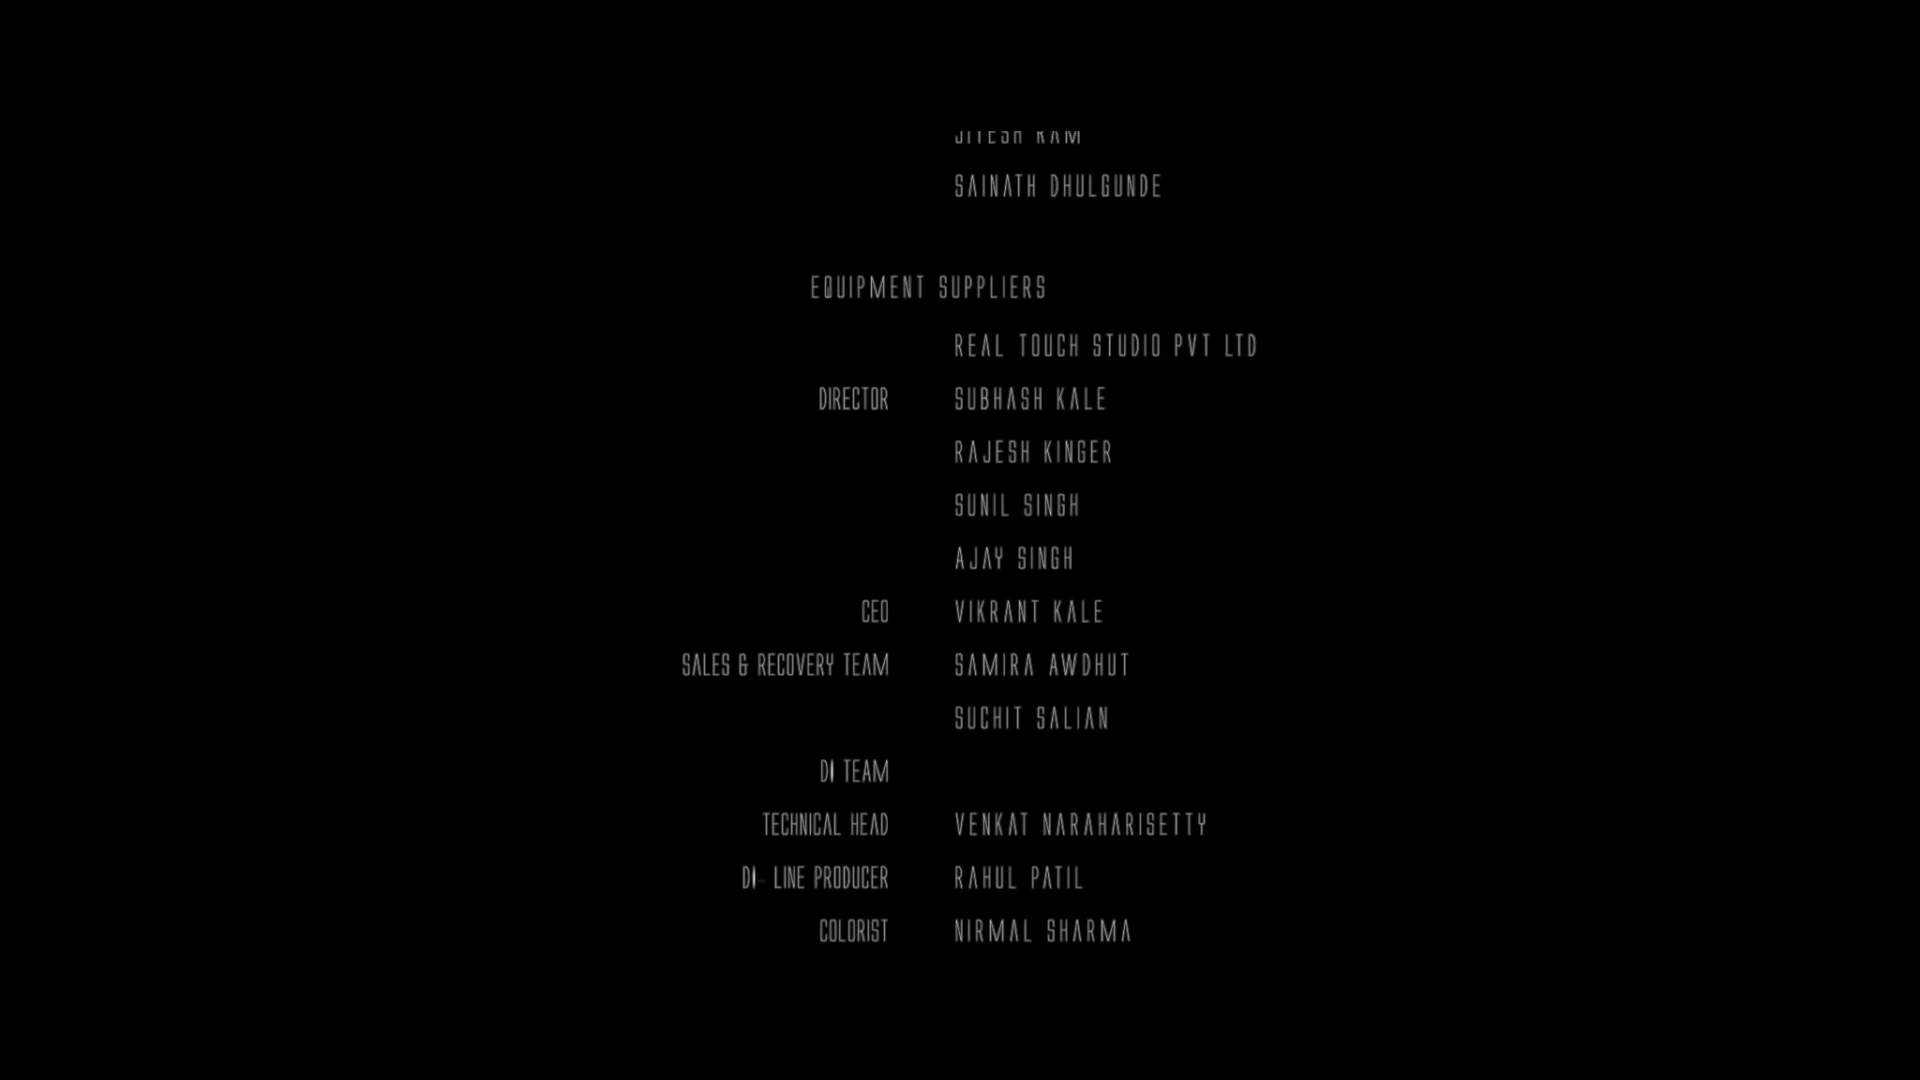 JITESH RAM
SAINATH DHULGUNDE
EQUIPMENT SUPPLIERS
REAL TOUCH STUDIO PVT LTD
DIRECTOR SUBHASH KALE
RAJESH KINGER
SUNIL SINGH
AJAY SINGH
CEO VIKRANT KALE
SALES & RECOVERY TEAM SAMIRA AWDHUT
SUCHIT SALIAN
DI TEAM
TECHNICAL HEAD VENKAT NARAHARISETTY
DI- LINE PRODUCER RAHUL PATIL
COLORIST NIRMAL SHARMA